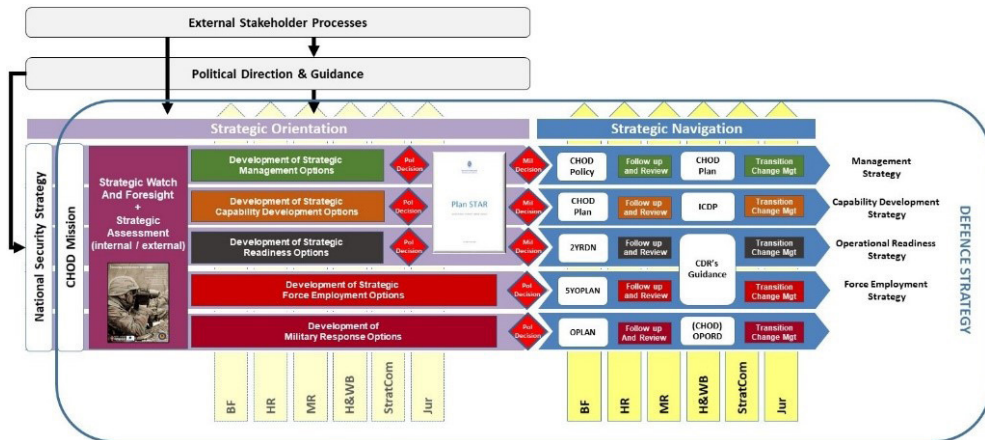 External Stakeholder Processes
Political Direction & Guidance
Strategic Orientation
Strategic Navigation
National Security Strategy
CHOD Mission
Strategic Watch
And Foresight
+
Strategic
Assessment
(internal / external)
Development of Strategic
Management Options
Pol
Decision
Plan STAR
Mil
Decision
CHOD
Policy
Follow up
and Review
CHOD
Plan
Transition
Change Mgt
Management
Strategy
Development of Strategic
Capability Development Options
Pol
Decision
Mil
Decision
CHOD
Plan
Follow up
and Review
ICDP
Transition
Change Mgt
Capability Development
Strategy
Development of Strategic
Readiness Options
Pol
Decision
Mil
Decision
2YRDN
Follow up
and Review
CDR's
Guidance
Transition
Change Mgt
Operational Readiness
Strategy
Development of Strategic
Force Employment Options
Pol
Decision
5YOPLAN
Follow up
and Review
Transition
Change Mgt
Force Employment
Strategy
Development of
Military Response Options
Pol
Decision
OPLAN
Follow up
And Review
(CHOD)
OPORD
Transition
Change Mgt
DEFENCE STRATEGY
BF
HR
MR
H&WB
StratCom
Jur
BF
HR
MR
H&WB
StratCom
Jur